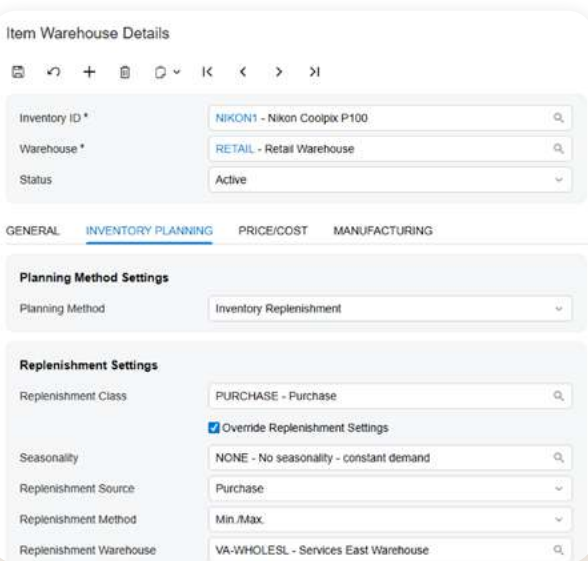 Item Warehouse Details
Inventory ID * NIKON1 - Nikon Coolpix P100
Warehouse * RETAIL - Retail Warehouse
Status Active
GENERAL INVENTORY PLANNING PRICE/COST MANUFACTURING
Planning Method Settings
Planning Method Inventory Replenishment
Replenishment Settings
Replenishment Class PURCHASE - Purchase
Override Replenishment Settings
Seasonality NONE - No seasonality - constant demand
Replenishment Source Purchase
Replenishment Method Min./Max.
Replenishment Warehouse VA-WHOLESL - Services East Warehouse